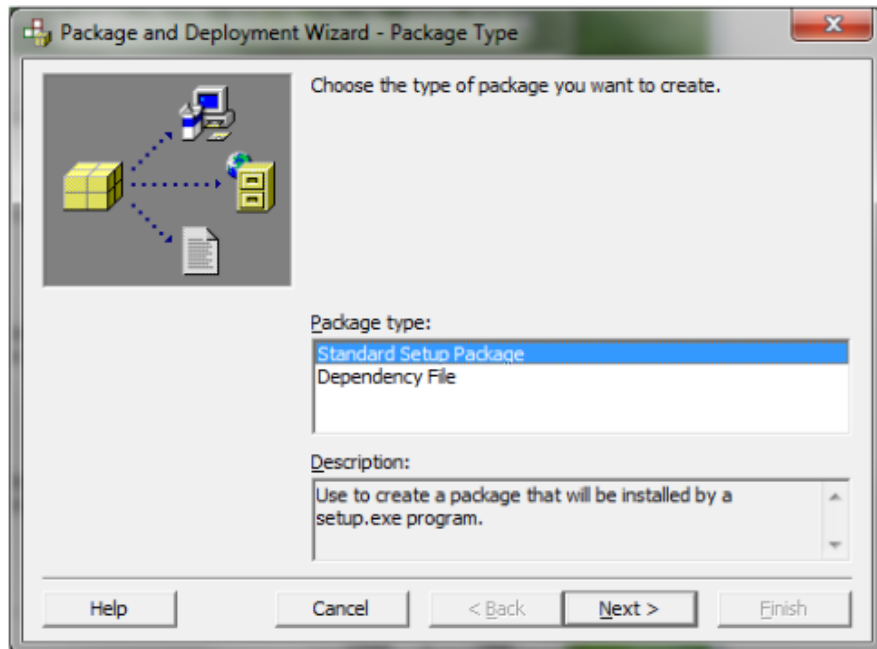 Package and Deployment Wizard - Package Type
Choose the type of package you want to create.
Package type:
Standard Setup Package
Dependency File
Description:
Use to create a package that will be installed by a
setup.exe program.
Help
Cancel
< Back
Next >
Finish